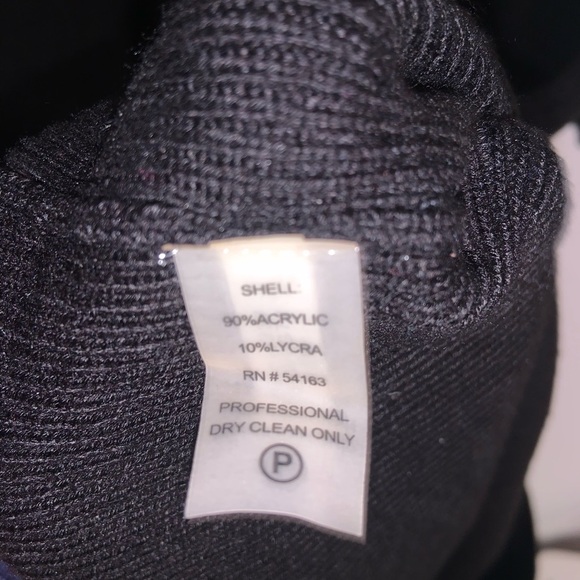 SHELL:
90%ACRYLIC
10%LYCRA
RN # 54163
PROFESSIONAL
DRY CLEAN ONLY
P